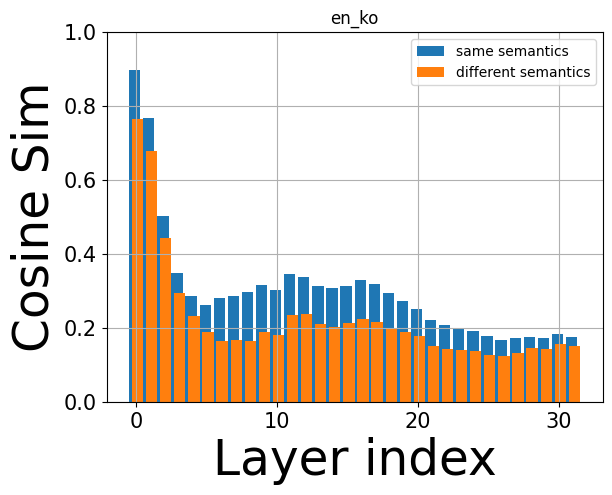 en_ko
same semantics
different semantics
1.0
0.8
0.6
0.4
0.2
0.0
Cosine Sim
0 10 20 30
Layer index